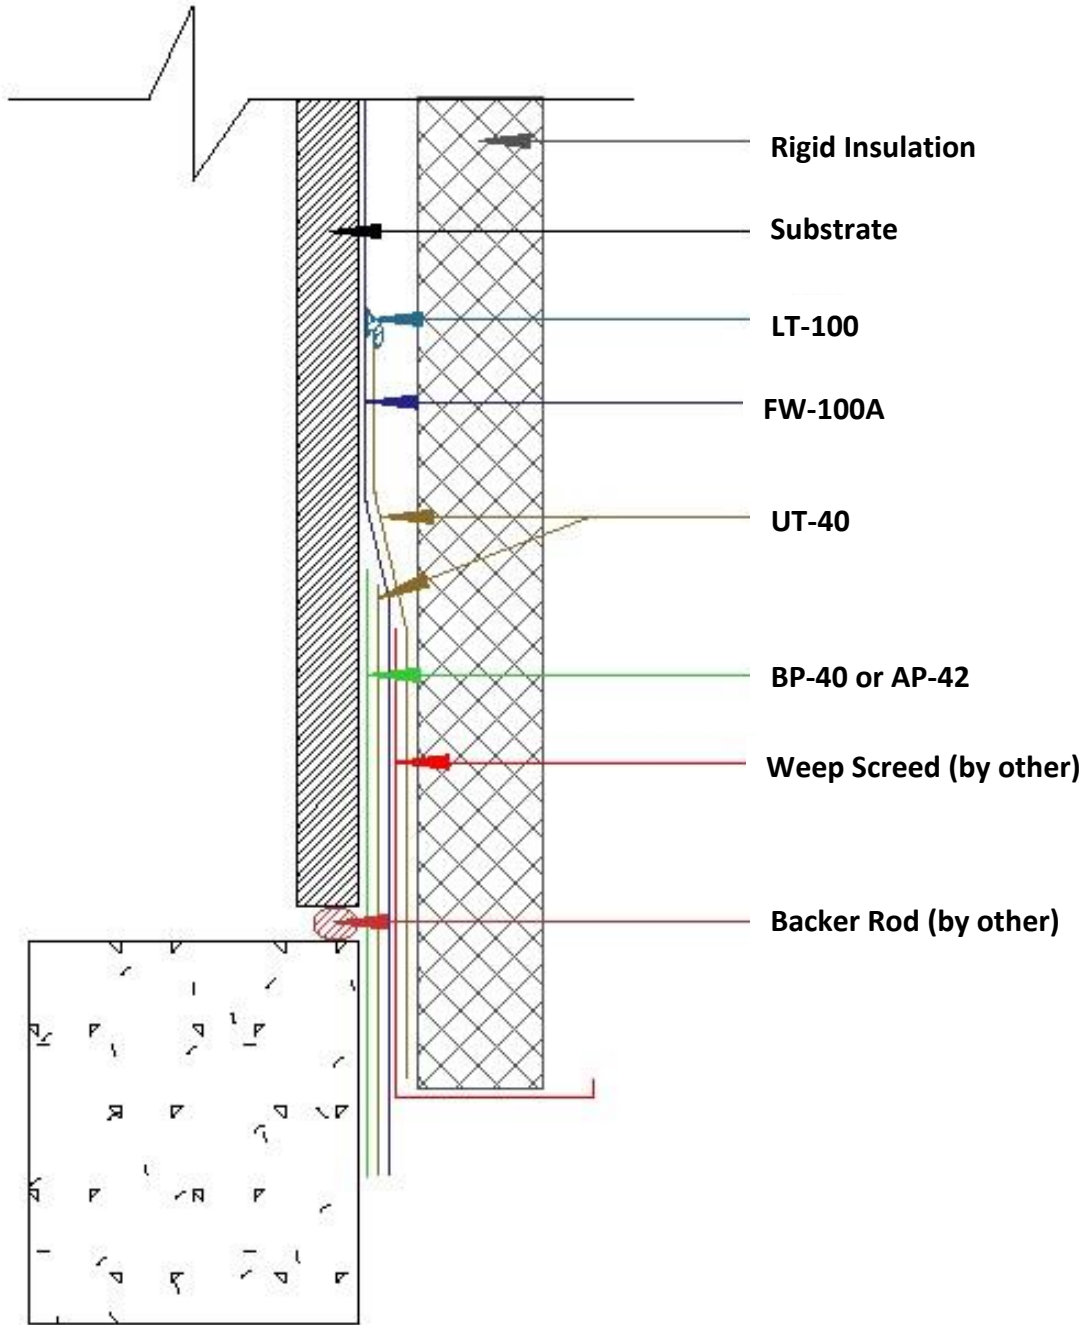 Rigid Insulation
Substrate
LT-100
FW-100A
UT-40
BP-40 or AP-42
Weep Screed (by other)
Backer Rod (by other)